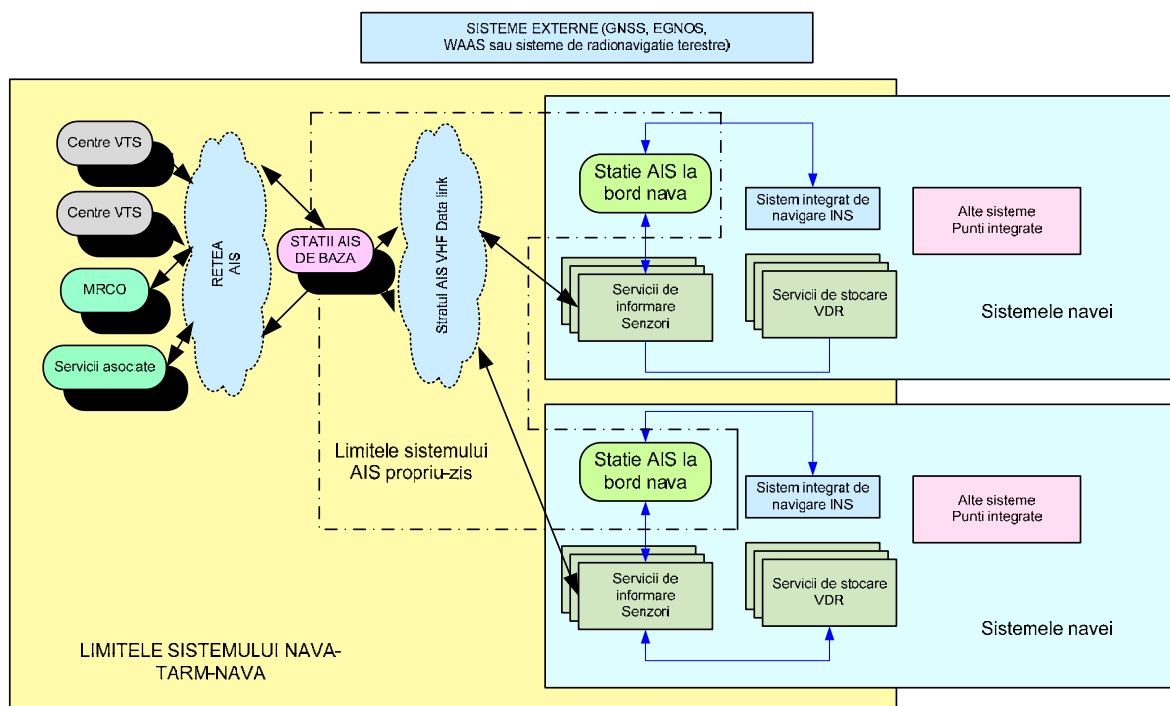 SISTEME EXTERNE (GNSS, EGNOS,
WAAS sau sisteme de radionavigatie terestre)
Centre VTS
Centre VTS
MRCO
Servicii asocate
RETEA
AIS
STATII AIS
DE BAZA
Stratul AIS VHF Data link
Limitele sistemului
AIS propriu-zis
LIMITELE SISTEMULUI NAVA-
TARM-NAVA
Statie AIS la
bord nava
Sistem integrat de
navigare INS
Alte sisteme
Punti integrate
Servicii de
informare
Senzori
Servicii de stocare
VDR
Sistemele navei
Statie AIS la
bord nava
Sistem integrat de
navigare INS
Alte sisteme
Punti integrate
Servicii de
informare
Senzori
Servicii de stocare
VDR
Sistemele navei